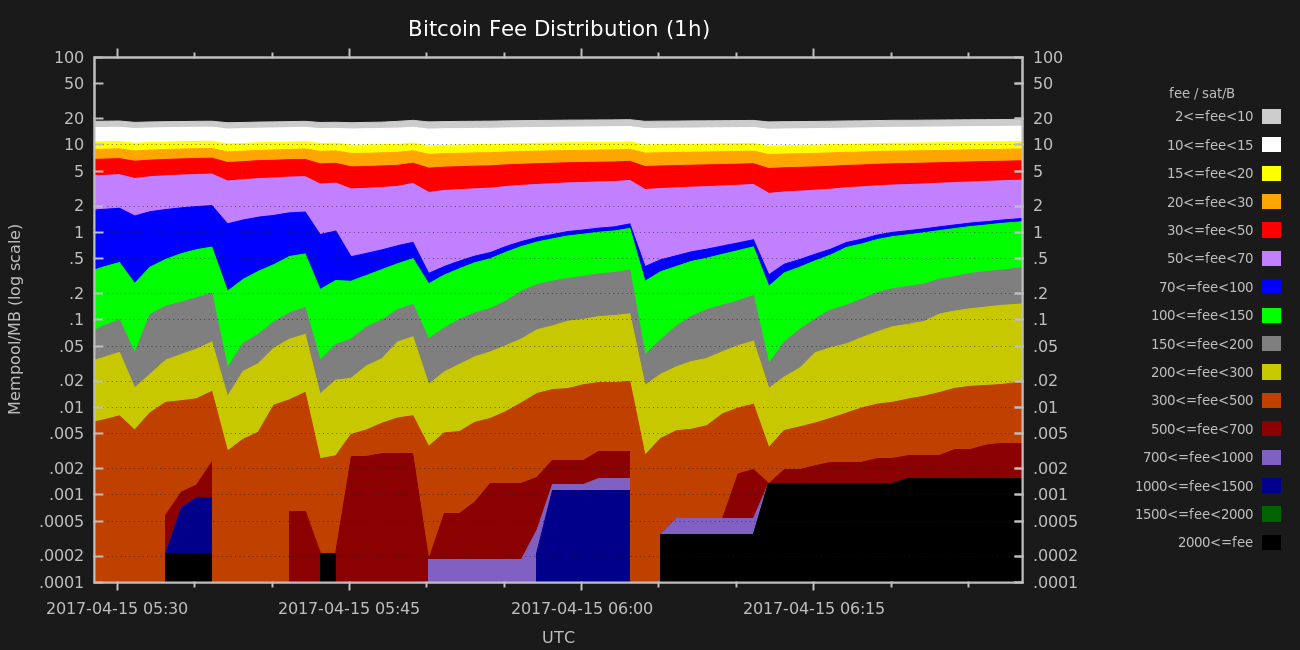 Bitcoin Fee Distribution (1h)
Mempool/MB (log scale)
100
50
20
10
5
2
1
.5
.2
.1
.05
.02
.01
.005
.002
.001
.0005
.0002
.0001
100
50
20
10
5
2
1
.5
.2
.1
.05
.02
.01
.005
.002
.001
.0005
.0002
.0001
2017-04-15 05:30
2017-04-15 05:45
2017-04-15 06:00
2017-04-15 06:15
UTC
fee / sat/B
2<=fee<10
10<=fee<15
15<=fee<20
20<=fee<30
30<=fee<50
50<=fee<70
70<=fee<100
100<=fee<150
150<=fee<200
200<=fee<300
300<=fee<500
500<=fee<700
700<=fee<1000
1000<=fee<1500
1500<=fee<2000
2000<=fee